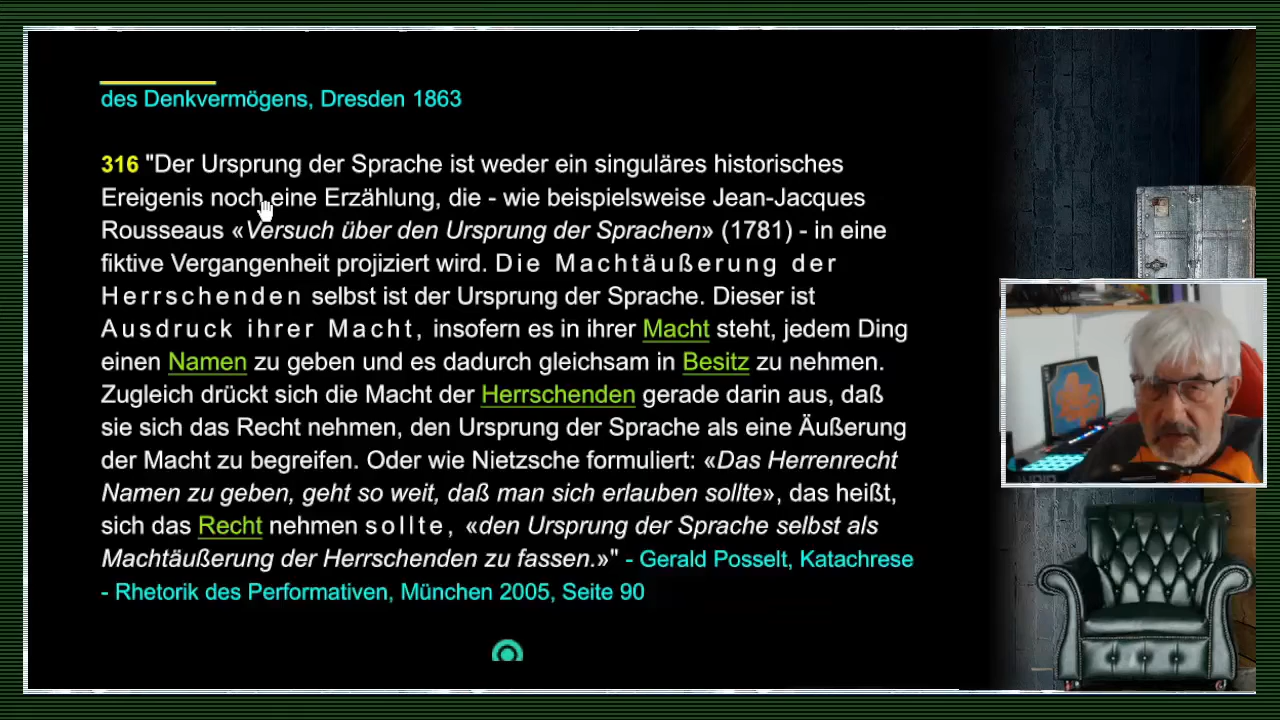 des Denkvermögens, Dresden 1863
316 "Der Ursprung der Sprache ist weder ein singuläres historisches
Ereigenis noch eine Erzählung, die - wie beispielsweise Jean-Jacques
Rousseaus «Versuch über den Ursprung der Sprachen» (1781) - in eine
fiktive Vergangenheit projiziert wird. Die Machtäußerung der
Herrschenden selbst ist der Ursprung der Sprache. Dieser ist
Ausdruck ihrer Macht, insofern es in ihrer Macht steht, jedem Ding
einen Namen zu geben und es dadurch gleichsam in Besitz zu nehmen.
Zugleich drückt sich die Macht der Herrschenden gerade darin aus, daß
sie sich das Recht nehmen, den Ursprung der Sprache als eine Äußerung
der Macht zu begreifen. Oder wie Nietzsche formuliert: «Das Herrenrecht
Namen zu geben, geht so weit, daß man sich erlauben sollte», das heißt,
sich das Recht nehmen sollte, «den Ursprung der Sprache selbst als
Machtäußerung der Herrschenden zu fassen.»" - Gerald Posselt, Katachrese
- Rhetorik des Performativen, München 2005, Seite 90